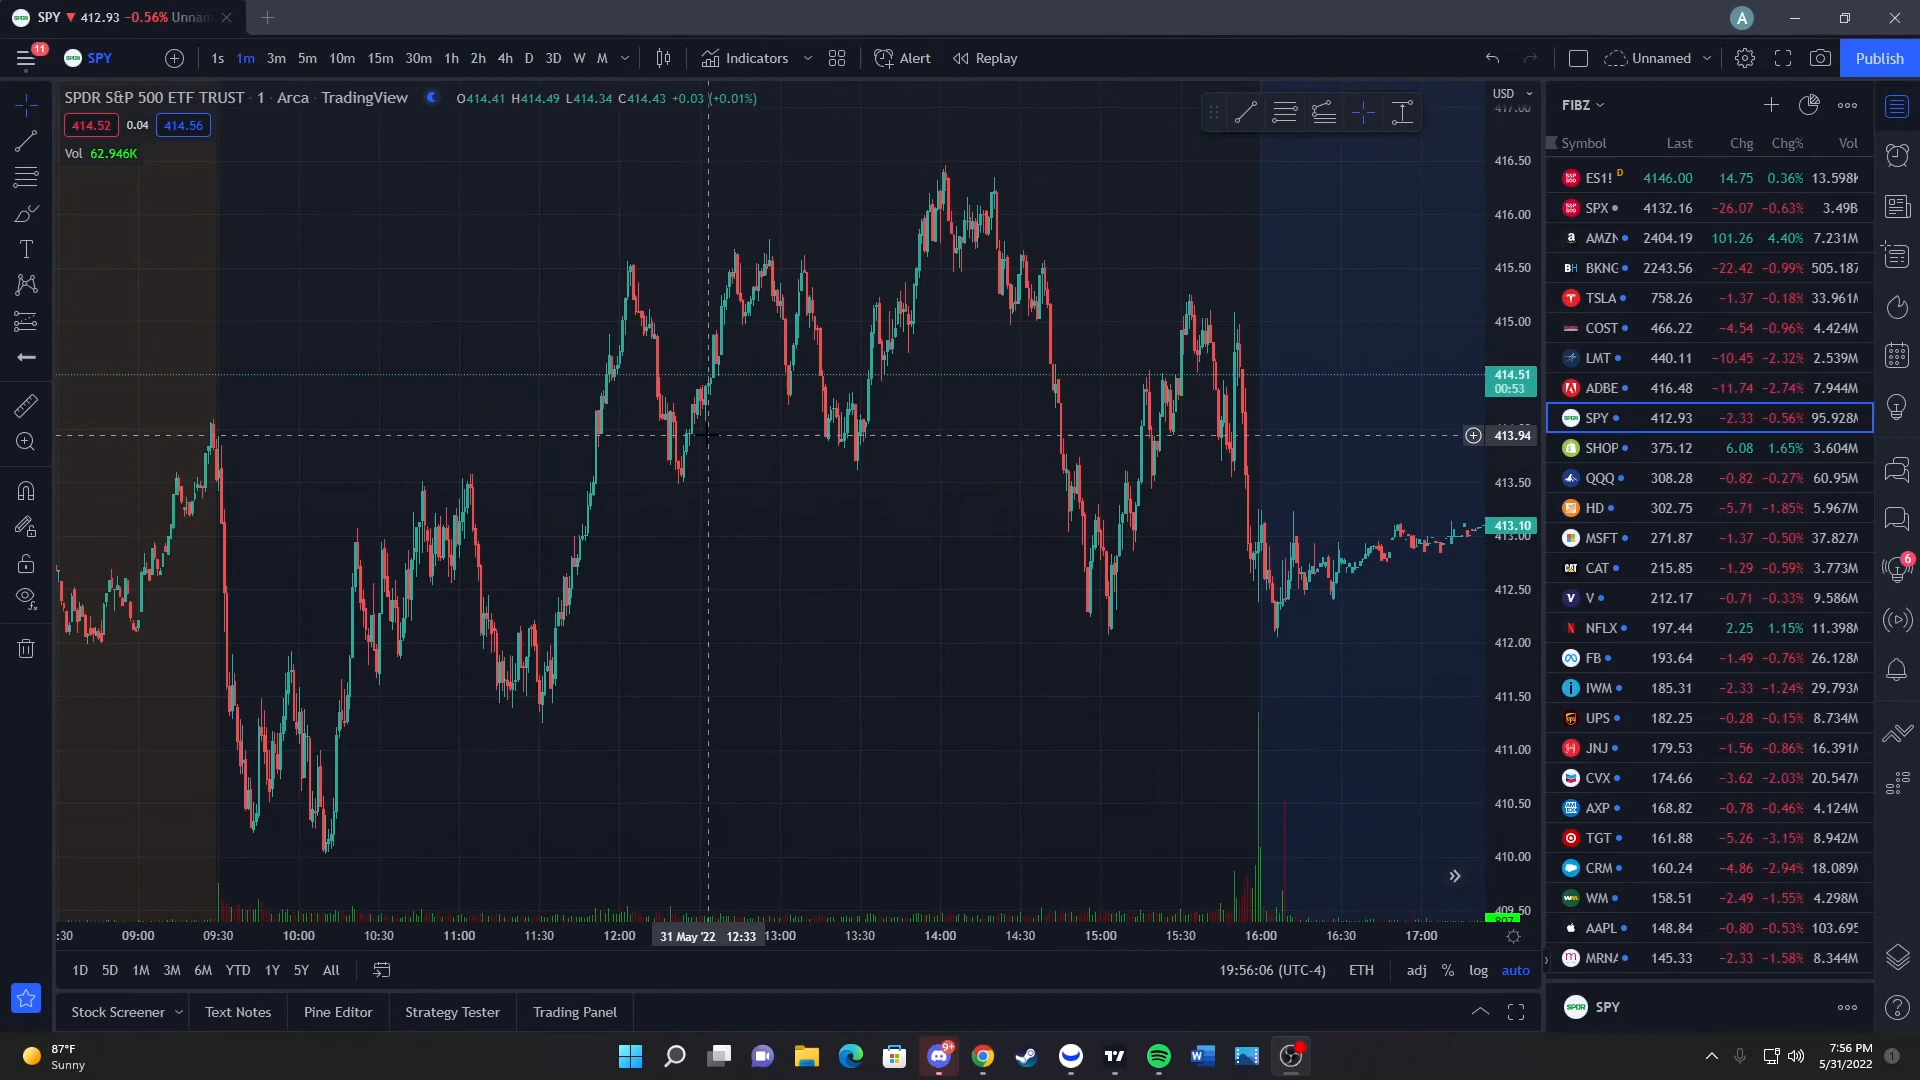 SPY 412.93 −0.56% Unnam
11 SPY 1s 1m 3m 5m 10m 15m 30m 1h 2h 4h D 3D W M Indicators Alert Replay Unnamed Publish
SPDR S&P 500 ETF TRUST · 1 · Arca · TradingView O414.41 H414.49 L414.34 C414.43 +0.03 (+0.01%)
414.52 0.04 414.56
Vol 62.946K
USD
417.00
416.50
416.00
415.50
415.00
414.51
00:53
413.94
413.50
413.10
413.00
412.50
412.00
411.50
411.00
410.50
410.00
409.50
:30 09:00 09:30 10:00 10:30 11:00 11:30 12:00 31 May '22 12:33 13:00 13:30 14:00 14:30 15:00 15:30 16:00 16:30 17:00
1D 5D 1M 3M 6M YTD 1Y 5Y All 19:56:06 (UTC-4) ETH adj % log auto
Stock Screener Text Notes Pine Editor Strategy Tester Trading Panel
FIBZ
Symbol Last Chg Chg% Vol
ES1! D 4146.00 14.75 0.36% 13.598K
SPX 4132.16 −26.07 −0.63% 3.49B
AMZN 2404.19 101.26 4.40% 7.231M
BKNG 2243.56 −22.42 −0.99% 505.187
TSLA 758.26 −1.37 −0.18% 33.961M
COST 466.22 −4.54 −0.96% 4.424M
LMT 440.11 −10.45 −2.32% 2.539M
ADBE 416.48 −11.74 −2.74% 7.944M
SPY 412.93 −2.33 −0.56% 95.928M
SHOP 375.12 6.08 1.65% 3.604M
QQQ 308.28 −0.82 −0.27% 60.95M
HD 302.75 −5.71 −1.85% 5.967M
MSFT 271.87 −1.37 −0.50% 37.827M
CAT 215.85 −1.29 −0.59% 3.773M
V 212.17 −0.71 −0.33% 9.586M
NFLX 197.44 2.25 1.15% 11.398M
FB 193.64 −1.49 −0.76% 26.128M
IWM 185.31 −2.33 −1.24% 29.793M
UPS 182.25 −0.28 −0.15% 8.734M
JNJ 179.53 −1.56 −0.86% 16.391M
CVX 174.66 −3.62 −2.03% 20.547M
AXP 168.82 −0.78 −0.46% 4.124M
TGT 161.88 −5.26 −3.15% 8.942M
CRM 160.24 −4.86 −2.94% 18.089M
WM 158.51 −2.49 −1.55% 4.298M
AAPL 148.84 −0.80 −0.53% 103.695
MRNA 145.33 −2.33 −1.58% 8.344M
SPY
6
A
87°F
Sunny
9+
7:56 PM
5/31/2022
1